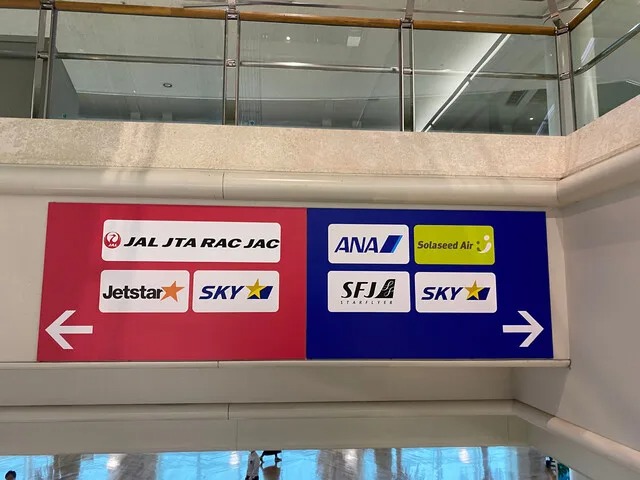 JAL JTA RAC JAC
Jetstar
SKY
ANA
Solaseed Air
SFJ
STARFLYER
SKY